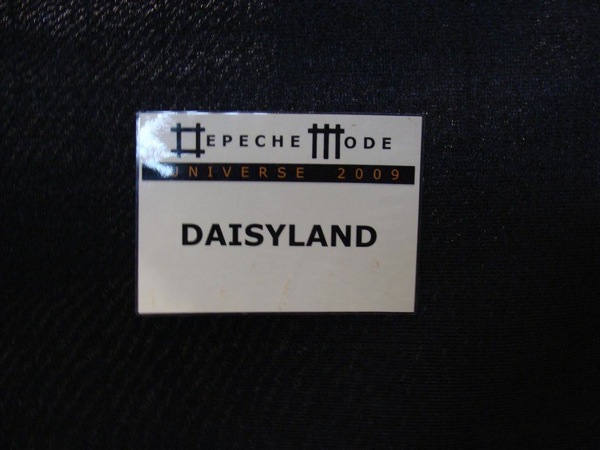 DEPECHE MODE
UNIVERSE 2009
DAISYLAND